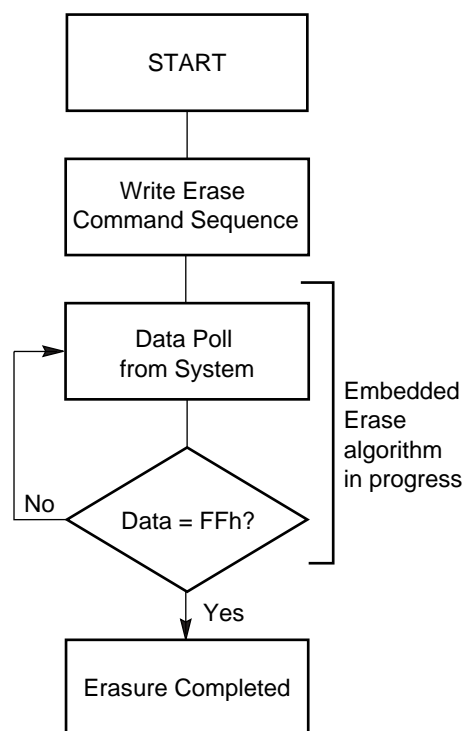 START
Write Erase
Command Sequence
Data Poll
from System
Embedded
Erase
algorithm
in progress
No
Data = FFh?
Yes
Erasure Completed